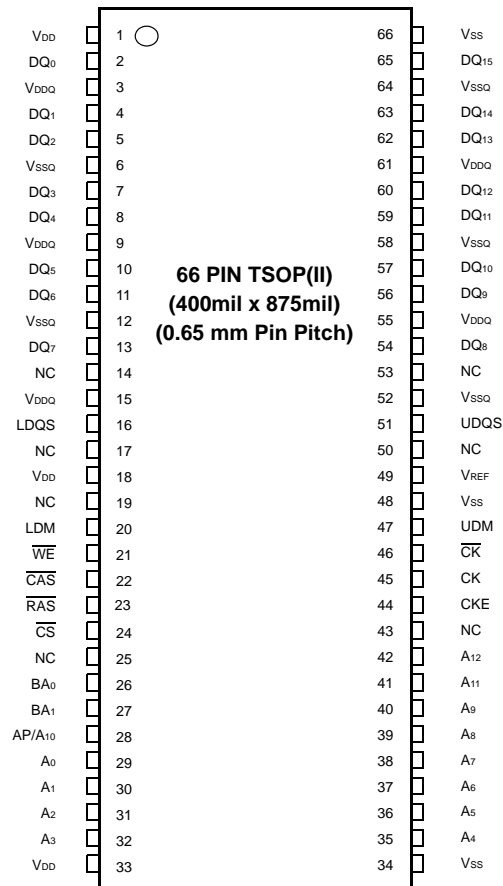 VDD 1 66 VSS
DQ0 2 65 DQ15
VDDQ 3 64 VSSQ
DQ1 4 63 DQ14
DQ2 5 62 DQ13
VSSQ 6 61 VDDQ
DQ3 7 60 DQ12
DQ4 8 59 DQ11
VDDQ 9 58 VSSQ
DQ5 10 57 DQ10
66 PIN TSOP(II)
DQ6 11 56 DQ9
(400mil x 875mil)
VSSQ 12 55 VDDQ
(0.65 mm Pin Pitch)
DQ7 13 54 DQ8
NC 14 53 NC
VDDQ 15 52 VSSQ
LDQS 16 51 UDQS
NC 17 50 NC
VDD 18 49 VREF
NC 19 48 VSS
LDM 20 47 UDM
W̅E̅ 21 46 C̅K̅
C̅A̅S̅ 22 45 CK
R̅A̅S̅ 23 44 CKE
C̅S̅ 24 43 NC
NC 25 42 A12
BA0 26 41 A11
BA1 27 40 A9
AP/A10 28 39 A8
A0 29 38 A7
A1 30 37 A6
A2 31 36 A5
A3 32 35 A4
VDD 33 34 VSS